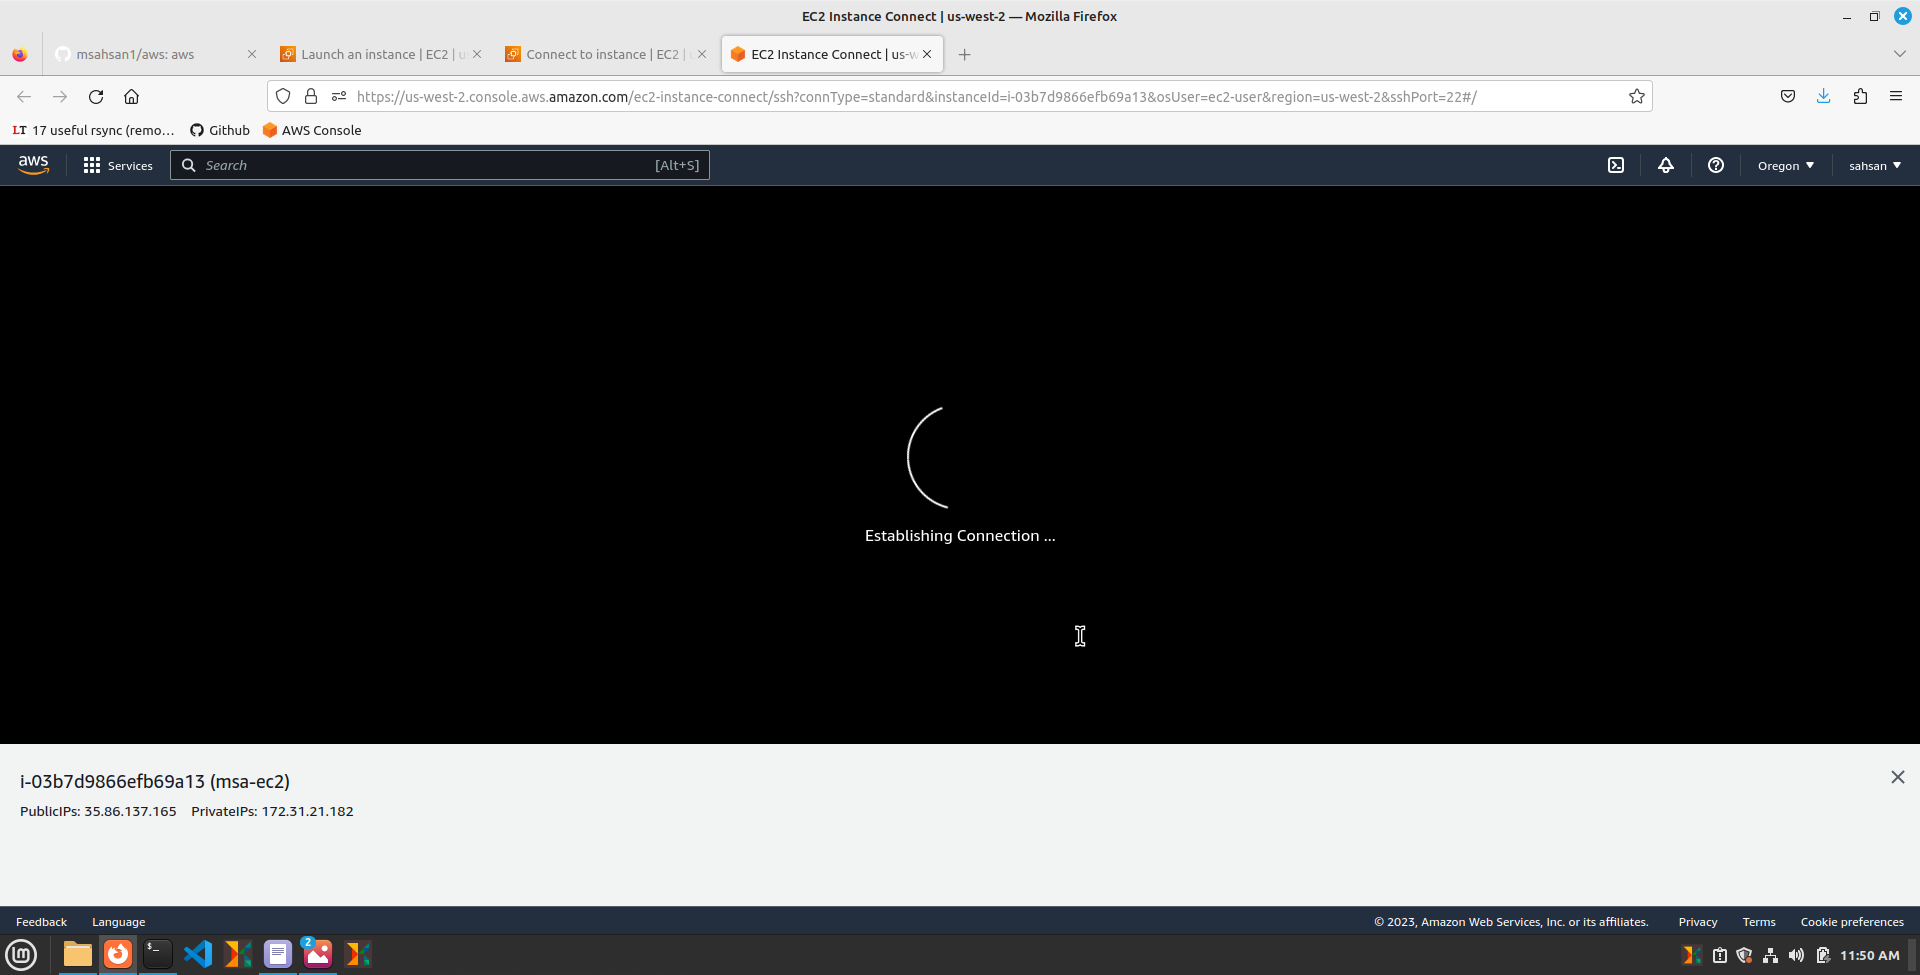 EC2 Instance Connect | us-west-2 — Mozilla Firefox
msahsan1/aws: aws
Launch an instance | EC2 | u
Connect to instance | EC2 |
EC2 Instance Connect | us-w
https://us-west-2.console.aws.amazon.com/ec2-instance-connect/ssh?connType=standard&instanceId=i-03b7d9866efb69a13&osUser=ec2-user&region=us-west-2&sshPort=22#/
LT 17 useful rsync (remo...
Github
AWS Console
aws
Services
Search
[Alt+S]
Oregon
sahsan
Establishing Connection ...
i-03b7d9866efb69a13 (msa-ec2)
PublicIPs: 35.86.137.165 PrivateIPs: 172.31.21.182
Feedback
Language
© 2023, Amazon Web Services, Inc. or its affiliates.
Privacy
Terms
Cookie preferences
2
11:50 AM